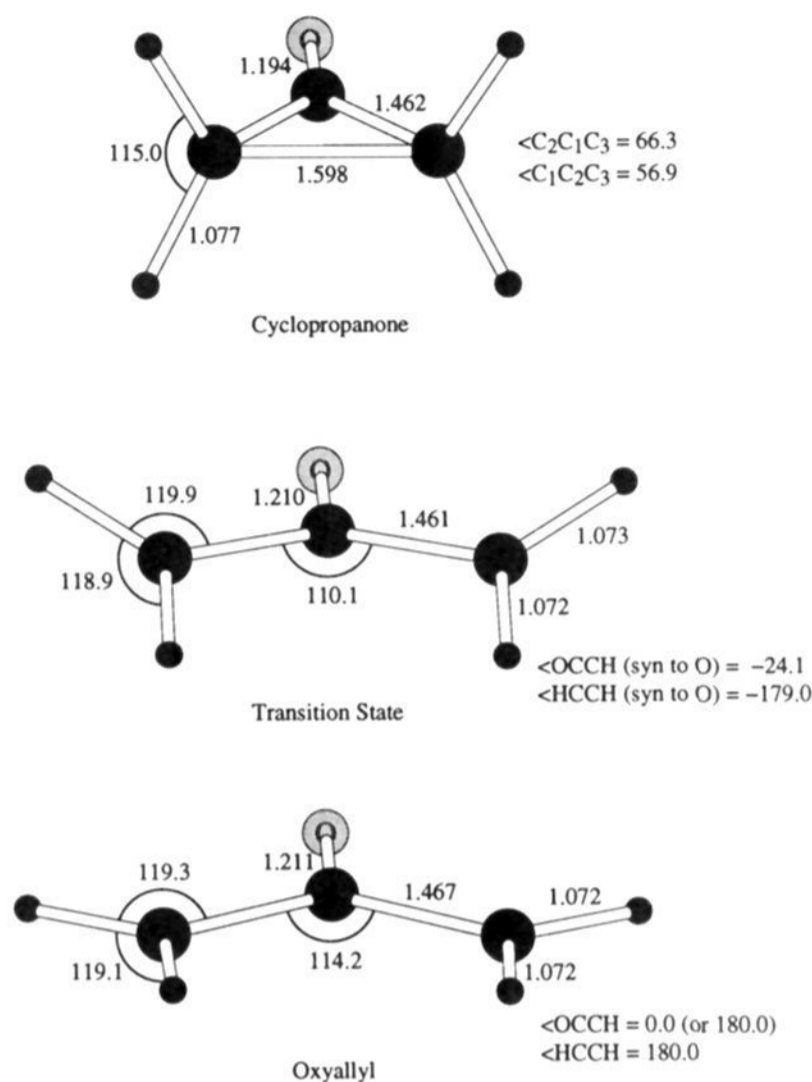 1.194
1.462
<C₂C₁C₃ = 66.3
115.0
<C₁C₂C₃ = 56.9
1.598
1.077
Cyclopropanone
119.9
1.210
1.461
1.073
118.9
110.1
1.072
<OCCH (syn to O) = −24.1
<HCCH (syn to O) = −179.0
Transition State
119.3
1.211
1.467
1.072
119.1
114.2
1.072
<OCCH = 0.0 (or 180.0)
<HCCH = 180.0
Oxyallyl